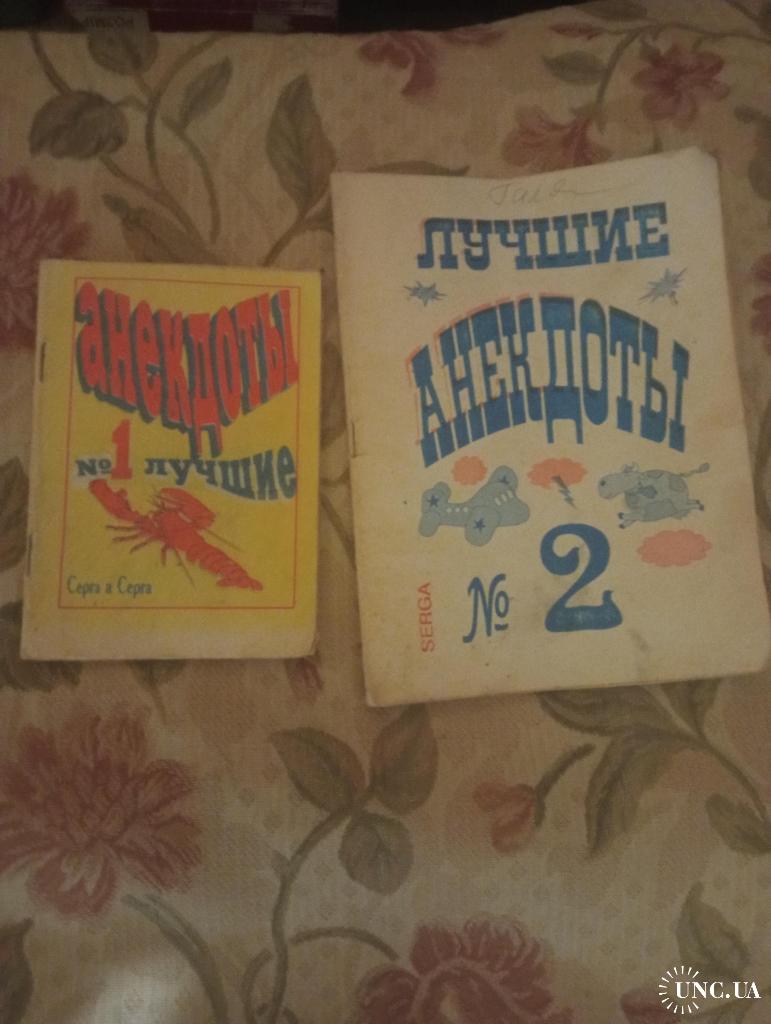 анекдоты
№1 лучшие
Серга а Серга
ЛУЧШИЕ
АНЕКДОТЫ
№ 2
SERGA
UNC.UA